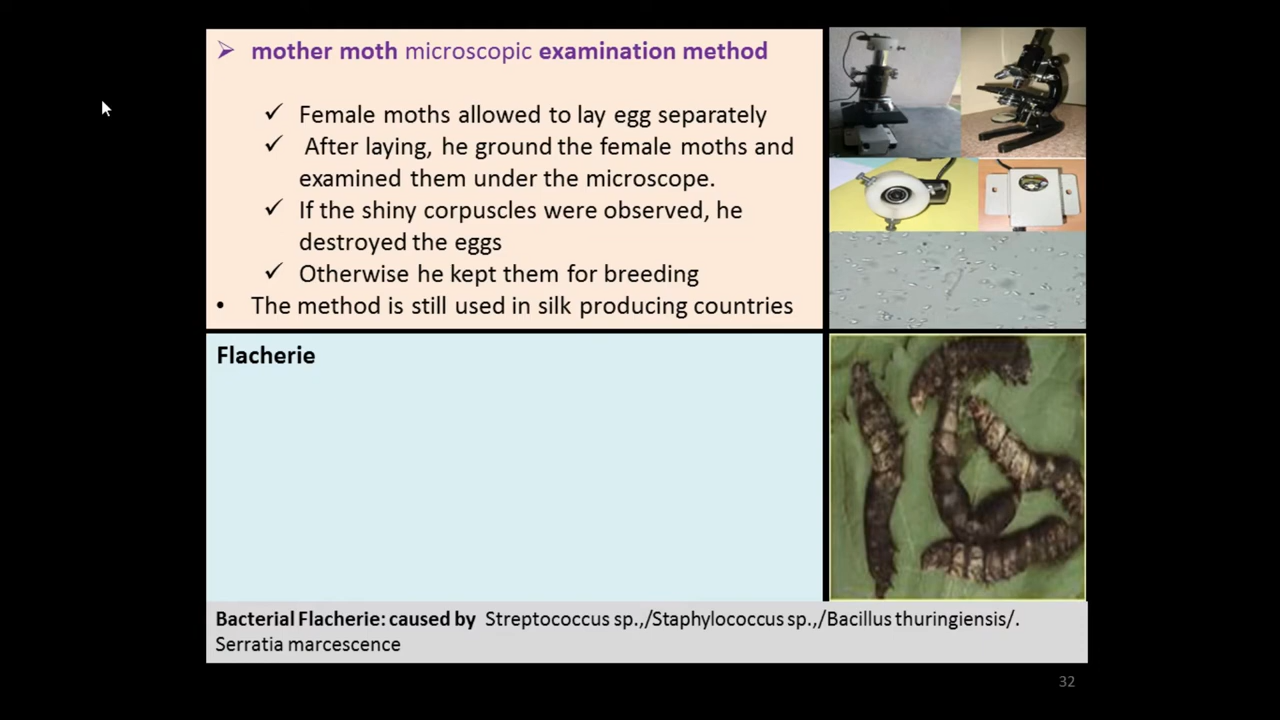 ➢ mother moth microscopic examination method
✓ Female moths allowed to lay egg separately
✓ After laying, he ground the female moths and
examined them under the microscope.
✓ If the shiny corpuscles were observed, he
destroyed the eggs
✓ Otherwise he kept them for breeding
• The method is still used in silk producing countries
Flacherie
Bacterial Flacherie: caused by Streptococcus sp.,/Staphylococcus sp.,/Bacillus thuringiensis/.
Serratia marcescence
32